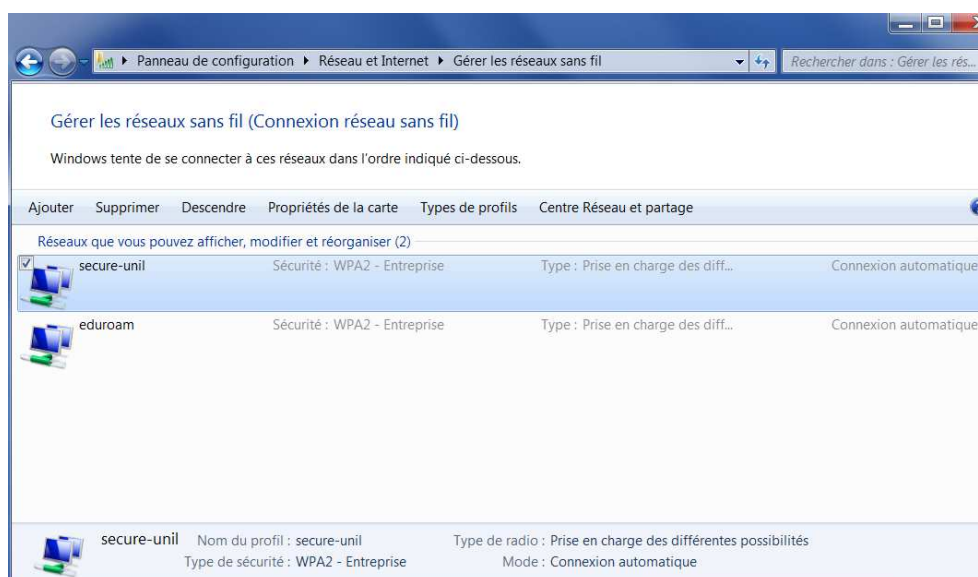 Panneau de configuration ▸ Réseau et Internet ▸ Gérer les réseaux sans fil
Rechercher dans : Gérer les rés...
Gérer les réseaux sans fil (Connexion réseau sans fil)
Windows tente de se connecter à ces réseaux dans l'ordre indiqué ci-dessous.
Ajouter Supprimer Descendre Propriétés de la carte Types de profils Centre Réseau et partage
Réseaux que vous pouvez afficher, modifier et réorganiser (2)
secure-unil Sécurité : WPA2 - Entreprise Type : Prise en charge des diff... Connexion automatique
eduroam Sécurité : WPA2 - Entreprise Type : Prise en charge des diff... Connexion automatique
secure-unil Nom du profil : secure-unil Type de radio : Prise en charge des différentes possibilités
Type de sécurité : WPA2 - Entreprise Mode : Connexion automatique